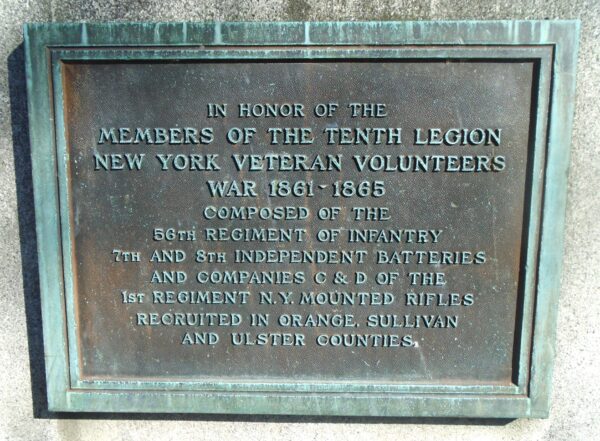 IN HONOR OF THE
MEMBERS OF THE TENTH LEGION
NEW YORK VETERAN VOLUNTEERS
WAR 1861-1865
COMPOSED OF THE
56TH REGIMENT OF INFANTRY
7TH AND 8TH INDEPENDENT BATTERIES
AND COMPANIES C & D OF THE
1ST REGIMENT N.Y. MOUNTED RIFLES
RECRUITED IN ORANGE, SULLIVAN
AND ULSTER COUNTIES.